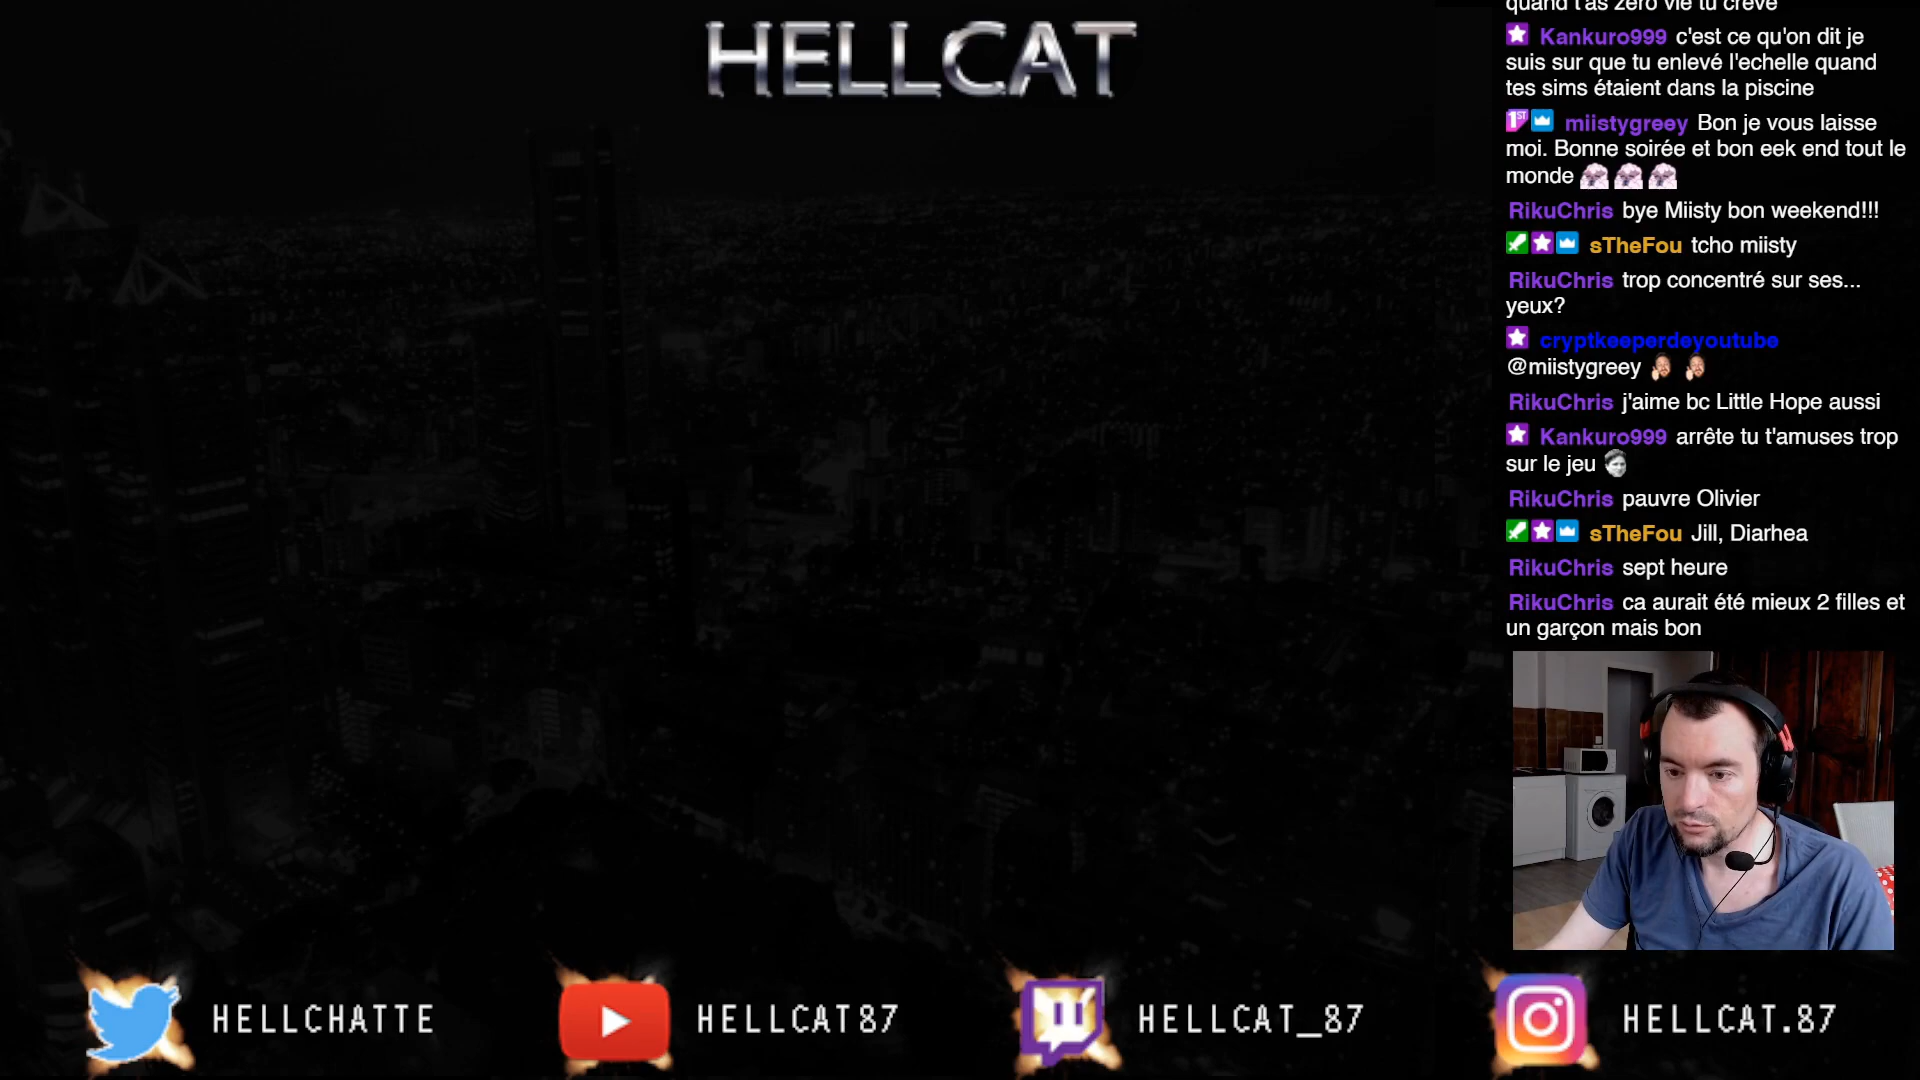 HELLCAT
quand t'as zéro vie tu crève
Kankuro999 c'est ce qu'on dit je
suis sur que tu enlevé l'echelle quand
tes sims étaient dans la piscine
1ST miistygreey Bon je vous laisse
moi. Bonne soirée et bon eek end tout le
monde
RikuChris bye Miisty bon weekend!!!
sTheFou tcho miisty
RikuChris trop concentré sur ses...
yeux?
cryptkeeperdeyoutube
@miistygreey
RikuChris j'aime bc Little Hope aussi
Kankuro999 arrête tu t'amuses trop
sur le jeu
RikuChris pauvre Olivier
sTheFou Jill, Diarhea
RikuChris sept heure
RikuChris ca aurait été mieux 2 filles et
un garçon mais bon
HELLCHATTE
HELLCAT87
HELLCAT_87
HELLCAT.87